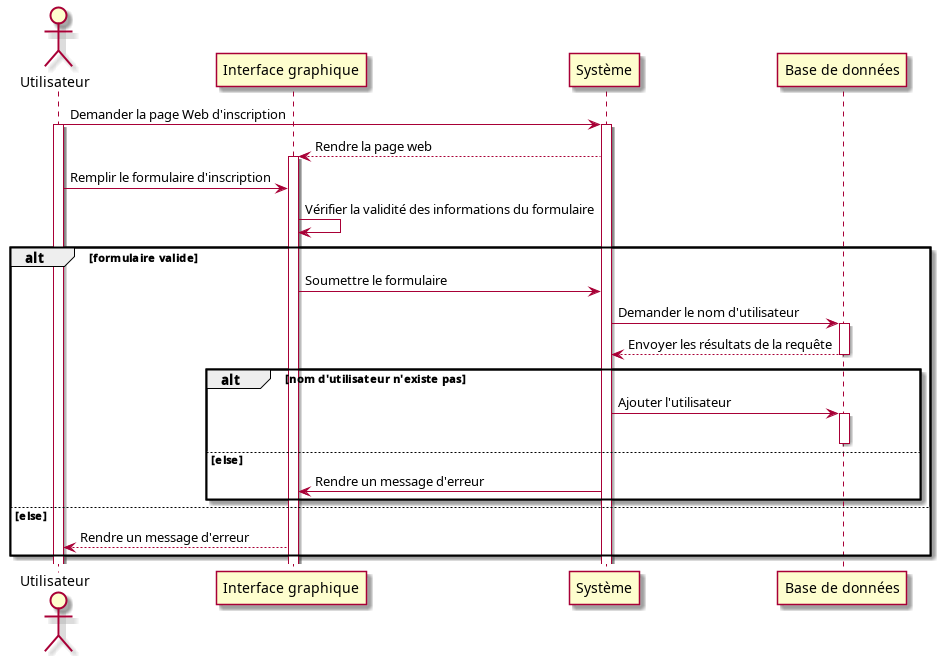 Utilisateur
Interface graphique
Système
Base de données
Demander la page Web d'inscription
Rendre la page web
Remplir le formulaire d'inscription
Vérifier la validité des informations du formulaire
alt [formulaire valide]
Soumettre le formulaire
Demander le nom d'utilisateur
Envoyer les résultats de la requête
alt [nom d'utilisateur n'existe pas]
Ajouter l'utilisateur
[else]
Rendre un message d'erreur
[else]
Rendre un message d'erreur
Utilisateur
Interface graphique
Système
Base de données